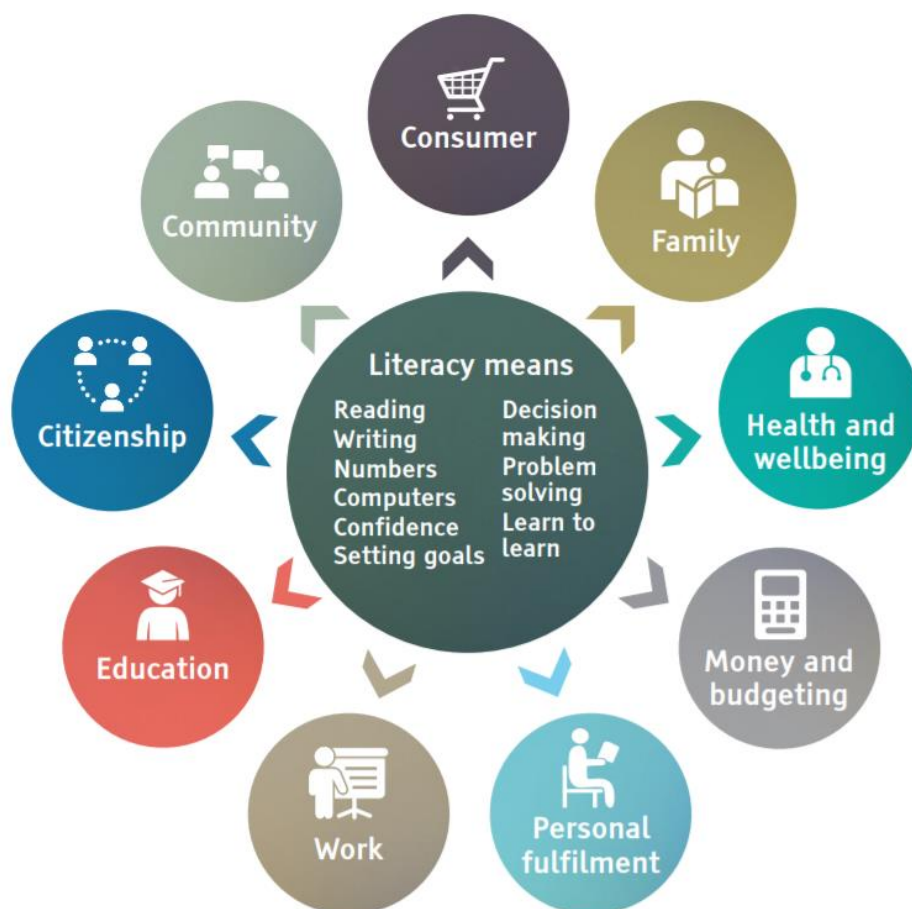 Consumer
Community
Family
Citizenship
Literacy means
Reading
Writing
Numbers
Computers
Confidence
Setting goals
Decision
making
Problem
solving
Learn to
learn
Health and
wellbeing
Education
Money and
budgeting
Work
Personal
fulfilment